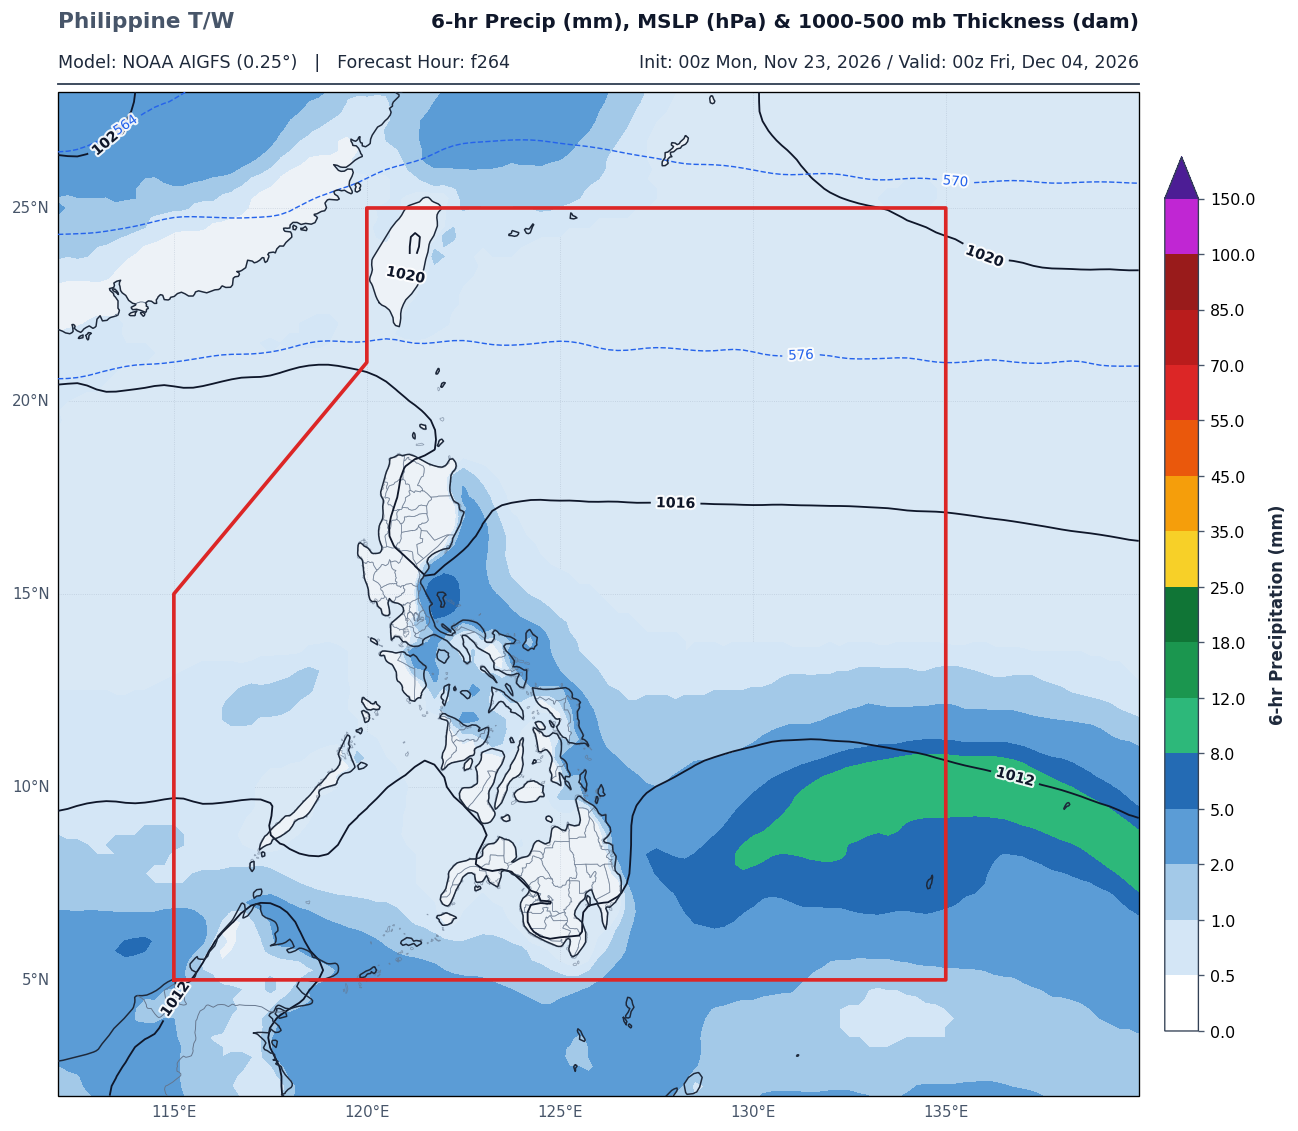 Philippine T/W
6-hr Precip (mm), MSLP (hPa) & 1000-500 mb Thickness (dam)
Model: NOAA AIGFS (0.25°) | Forecast Hour: f264
Init: 00z Mon, Nov 23, 2026 / Valid: 00z Fri, Dec 04, 2026
102
564
570
1020
1020
576
1016
1012
1012
25°N
20°N
15°N
10°N
5°N
115°E
120°E
125°E
130°E
135°E
150.0
100.0
85.0
70.0
55.0
45.0
35.0
25.0
18.0
12.0
8.0
5.0
2.0
1.0
0.5
0.0
6-hr Precipitation (mm)